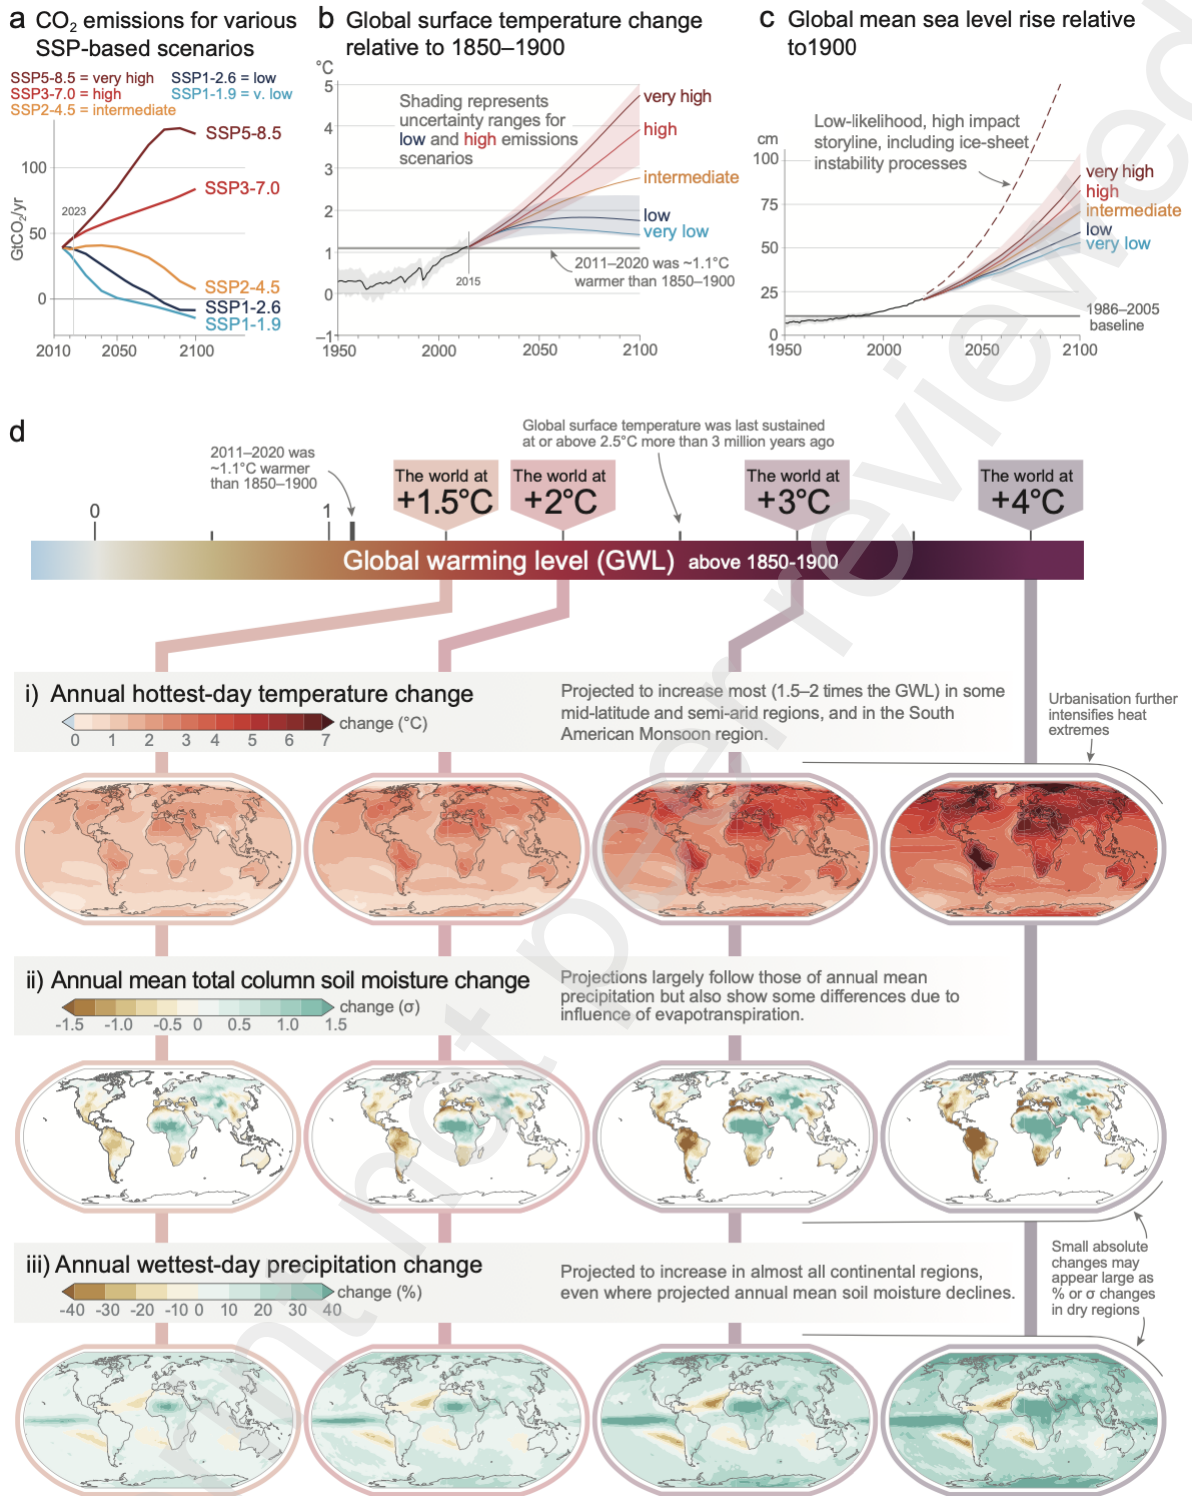 a CO2 emissions for various
SSP-based scenarios
SSP5-8.5 = very high SSP1-2.6 = low
SSP3-7.0 = high SSP1-1.9 = v. low
SSP2-4.5 = intermediate
GtCO2/yr
100
50
0
2023
SSP5-8.5
SSP3-7.0
SSP2-4.5
SSP1-2.6
SSP1-1.9
2010 2050 2100
b Global surface temperature change
relative to 1850–1900
°C
5
4
3
2
1
0
–1
Shading represents
uncertainty ranges for
low and high emissions
scenarios
very high
high
intermediate
low
very low
2015
2011–2020 was ~1.1°C
warmer than 1850–1900
1950 2000 2050 2100
c Global mean sea level rise relative
to1900
cm
100
75
50
25
0
Low-likelihood, high impact
storyline, including ice-sheet
instability processes
very high
high
intermediate
low
very low
1986–2005
baseline
1950 2000 2050 2100
d
2011–2020 was
~1.1°C warmer
than 1850–1900
Global surface temperature was last sustained
at or above 2.5°C more than 3 million years ago
0 1
The world at
+1.5°C
The world at
+2°C
The world at
+3°C
The world at
+4°C
Global warming level (GWL) above 1850-1900
i) Annual hottest-day temperature change
change (°C)
0 1 2 3 4 5 6 7
Projected to increase most (1.5–2 times the GWL) in some
mid-latitude and semi-arid regions, and in the South
American Monsoon region.
Urbanisation further
intensifies heat
extremes
ii) Annual mean total column soil moisture change
change (σ)
-1.5 -1.0 -0.5 0 0.5 1.0 1.5
Projections largely follow those of annual mean
precipitation but also show some differences due to
influence of evapotranspiration.
iii) Annual wettest-day precipitation change
change (%)
-40 -30 -20 -10 0 10 20 30 40
Projected to increase in almost all continental regions,
even where projected annual mean soil moisture declines.
Small absolute
changes may
appear large as
% or σ changes
in dry regions
nt not peer reviewed